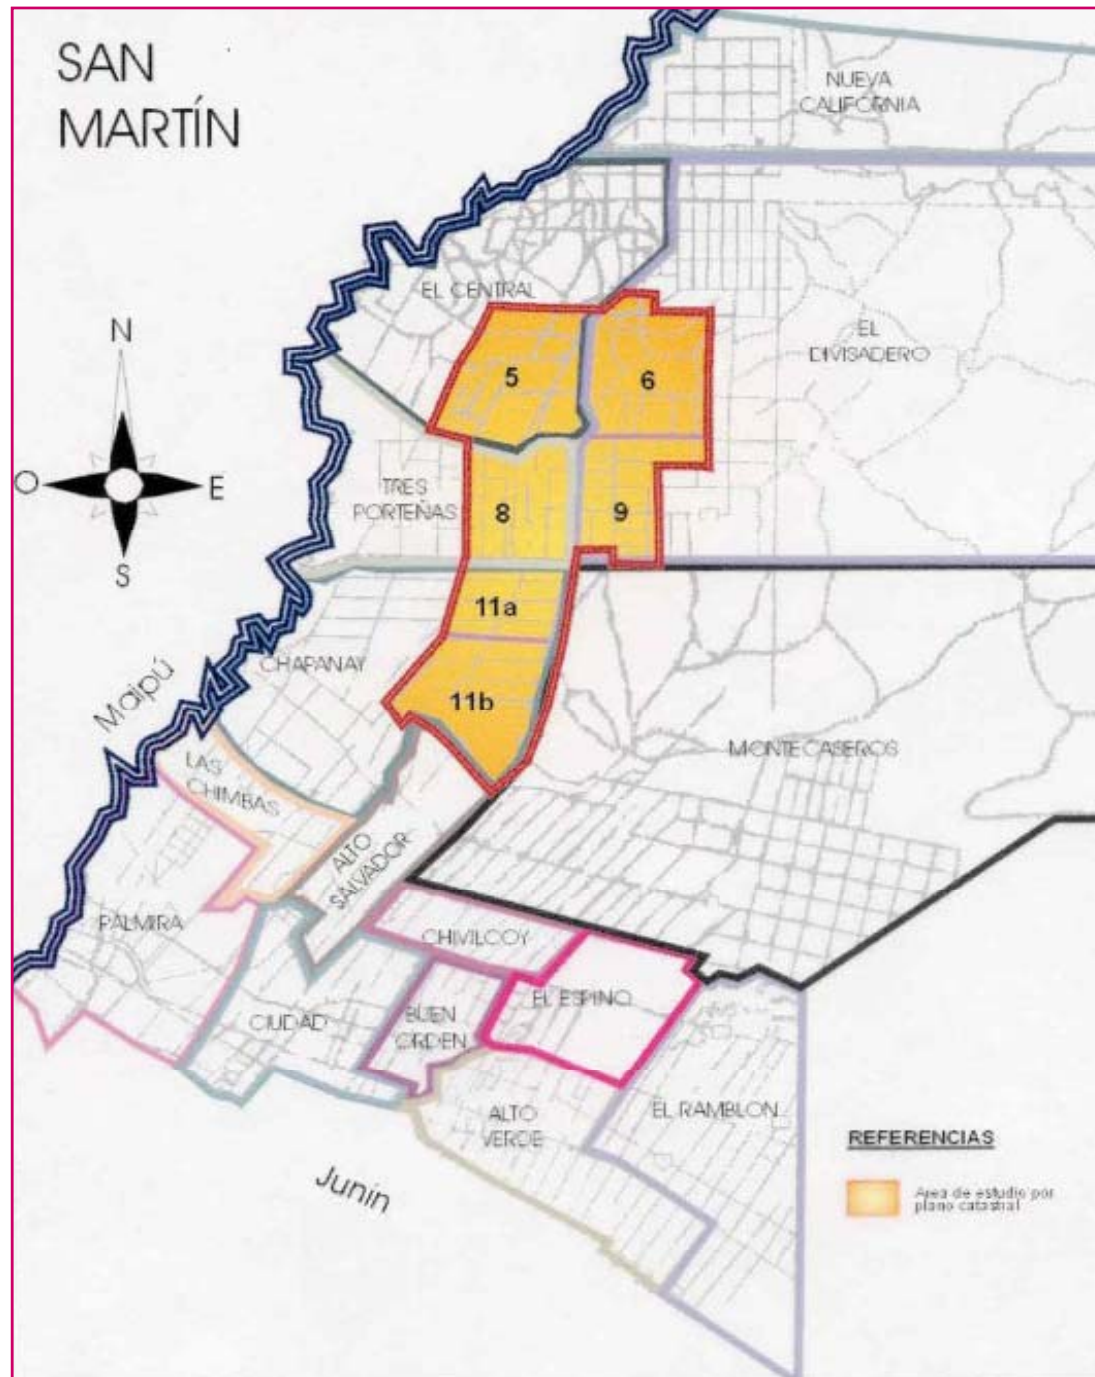 SAN
MARTÍN
NUEVA
CALIFORNIA
EL CENTRAL
EL
DIVISADERO
N
O
E
S
5
6
TRES
PORTEÑAS
8
9
11a
CHAPANAY
11b
Maipú
MONTECASEROS
LAS
CHIMBAS
ALTO
SALVADOR
PALMIRA
CHIVILCOY
EL ESPINO
CIUDAD
BUEN
ORDEN
ALTO
VERDE
EL RAMBLON
Junín
REFERENCIAS
Area de estudio por
plano catastral